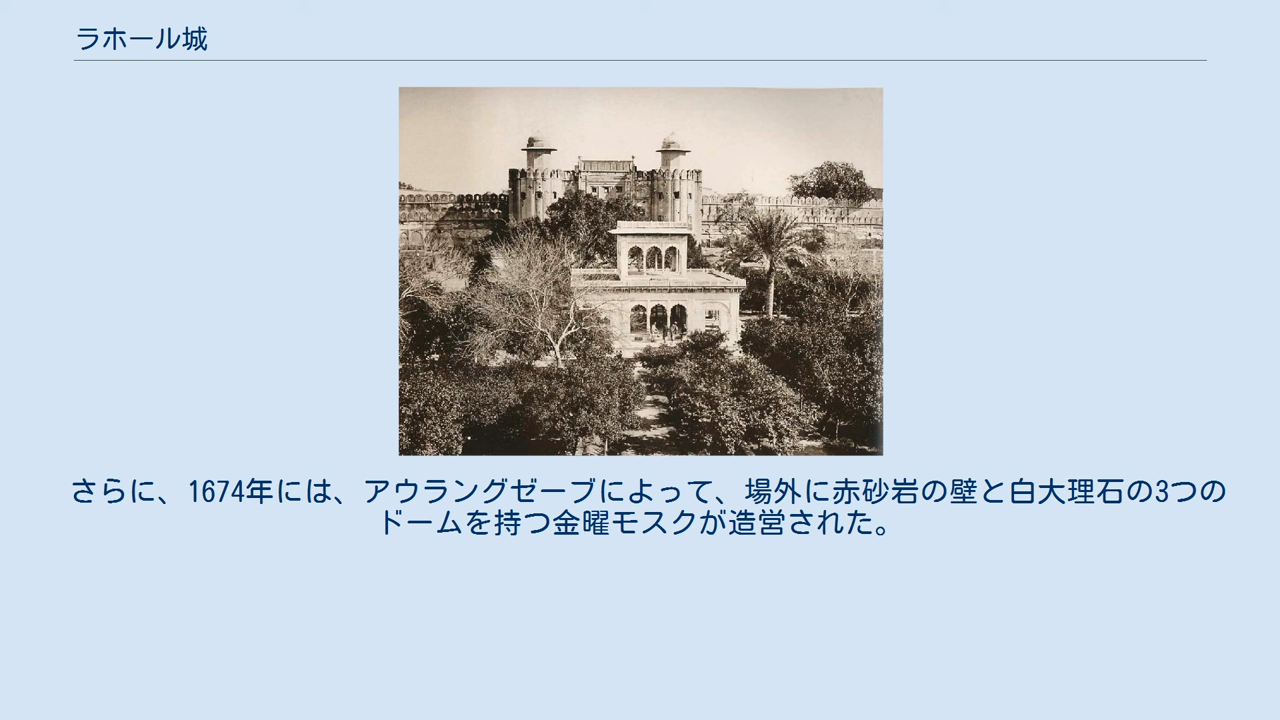 ラホール城
さらに、1674年には、アウラングゼーブによって、場外に赤砂岩の壁と白大理石の3つの
ドームを持つ金曜モスクが造営された。